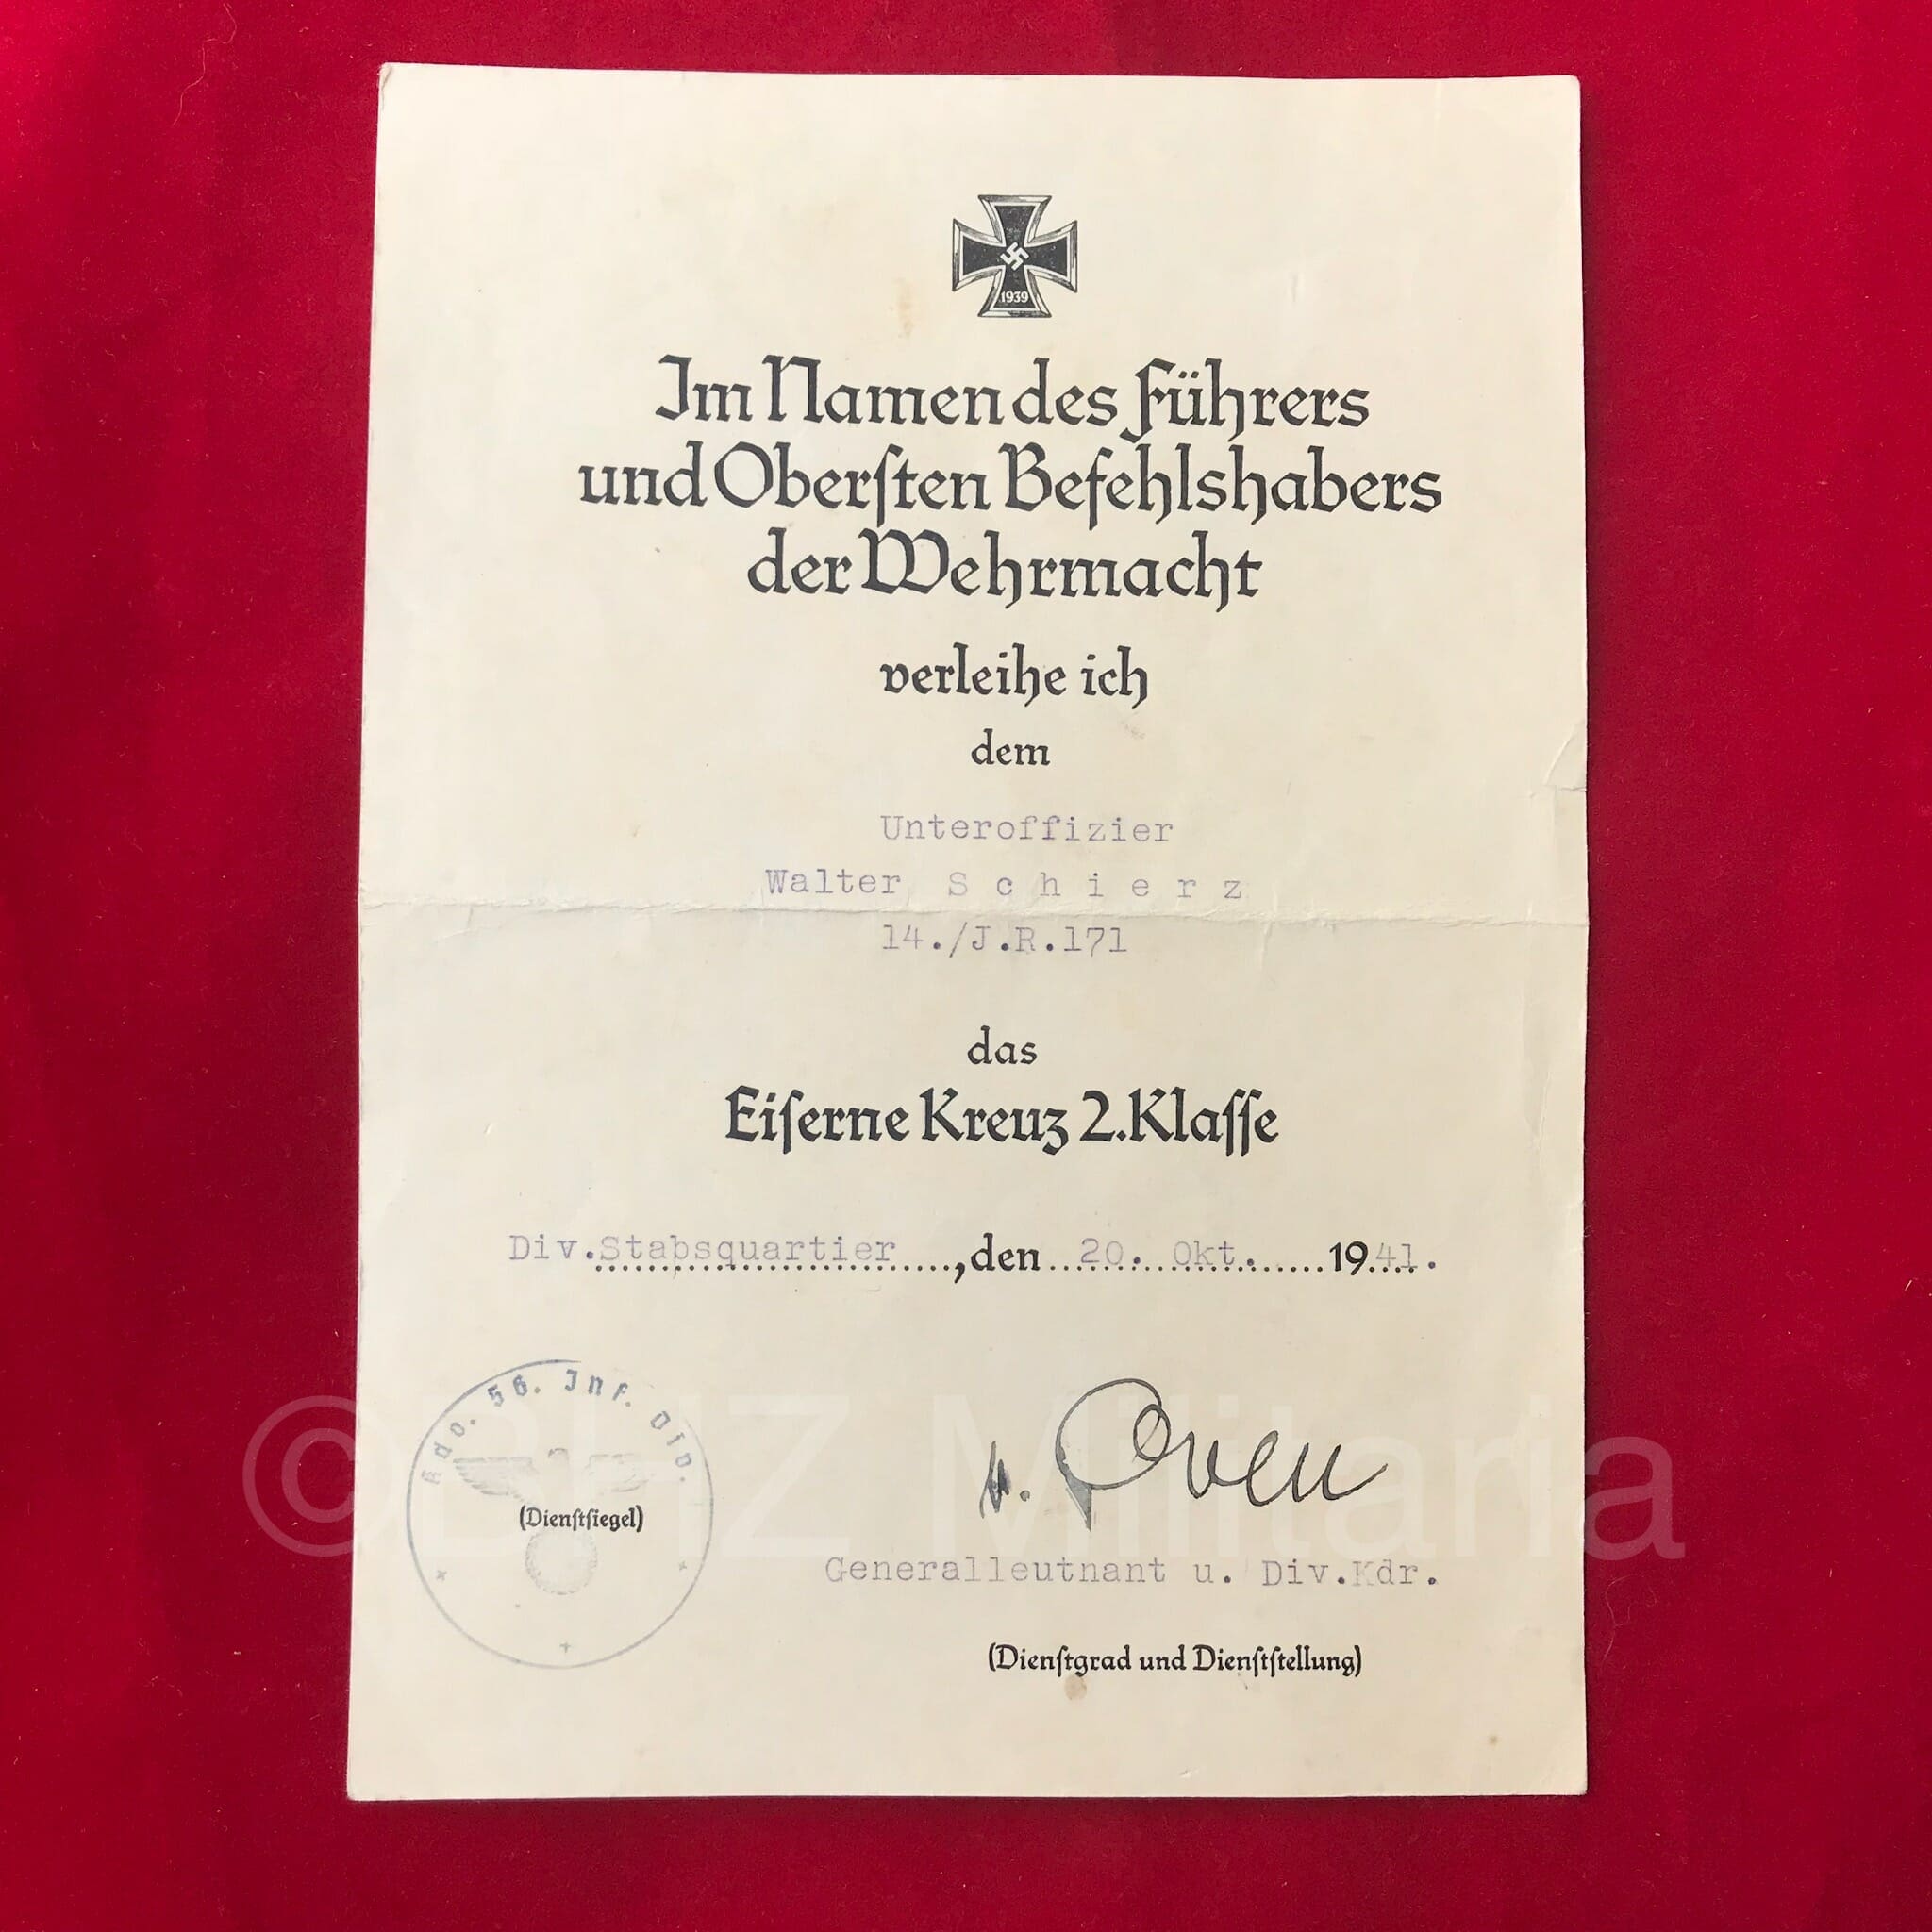 1939
Im Namen des Führers
und Oberſten Befehlshabers
der Wehrmacht
verleihe ich
dem
Unteroffizier
Walter S c h i e r z
14./J.R.171
das
Eiſerne Kreuz 2.Klaſſe
Div.Stabsquartier, den 20. Okt. 1941.
Kdo. 56. Inf. Div.
(Dienſtſiegel)
v. Oven
Generalleutnant u. Div.Kdr.
(Dienſtgrad und Dienſtſtellung)
©BHZ Militaria